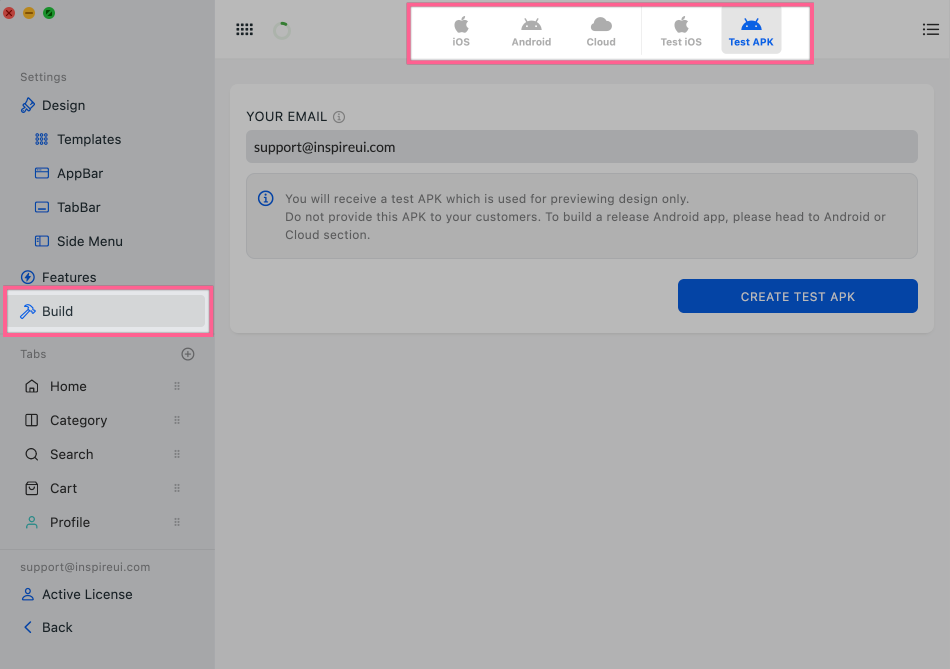 iOS
Android
Cloud
Test iOS
Test APK
Settings
Design
Templates
AppBar
TabBar
Side Menu
Features
Build
Tabs
Home
Category
Search
Cart
Profile
support@inspireui.com
Active License
Back
YOUR EMAIL
support@inspireui.com
You will receive a test APK which is used for previewing design only.
Do not provide this APK to your customers. To build a release Android app, please head to Android or
Cloud section.
CREATE TEST APK